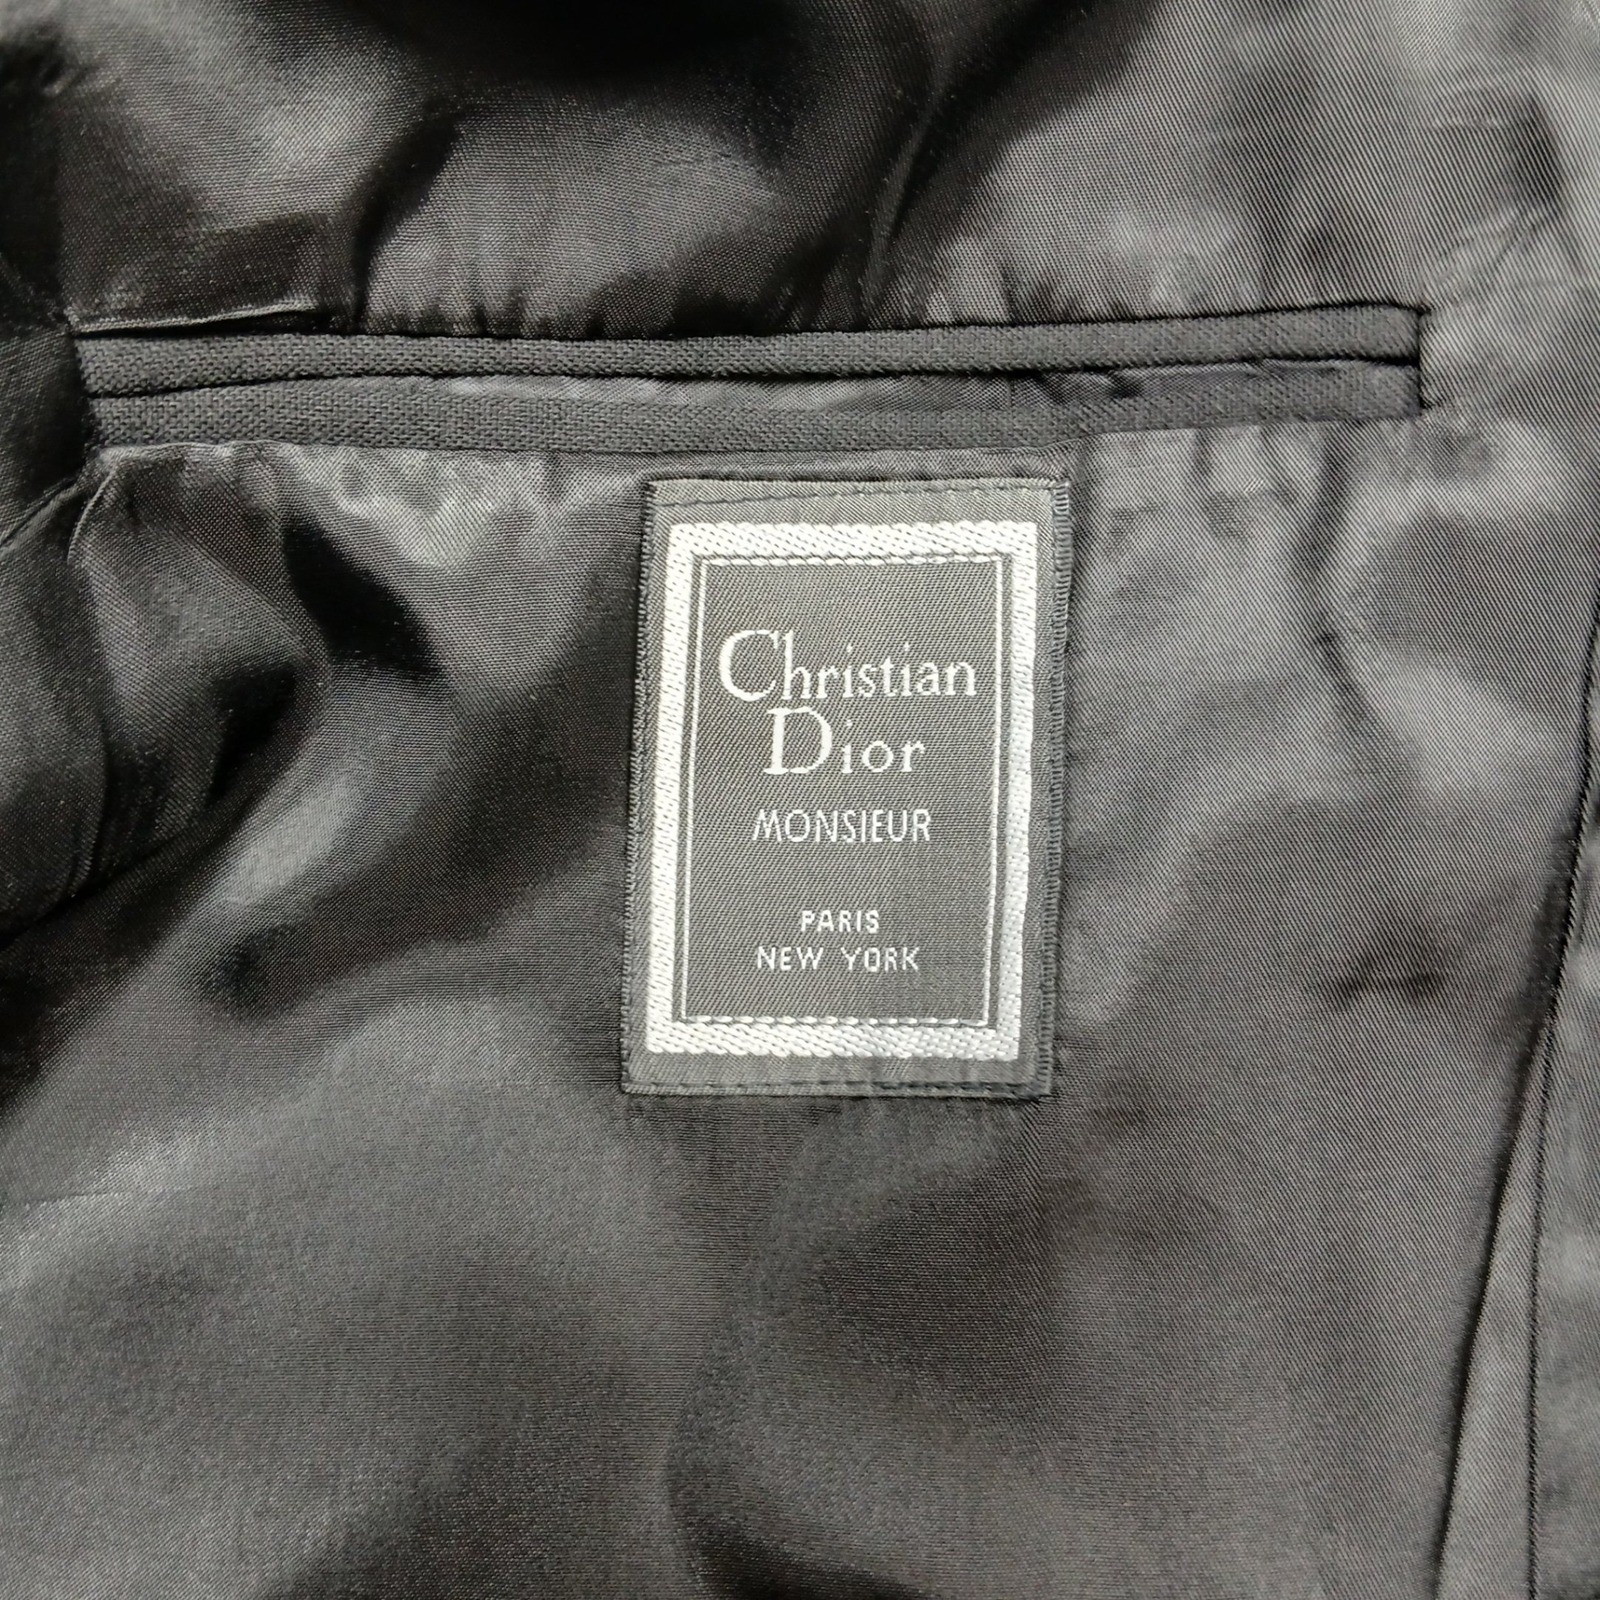 Christian
Dior
MONSIEUR
PARIS
NEW YORK